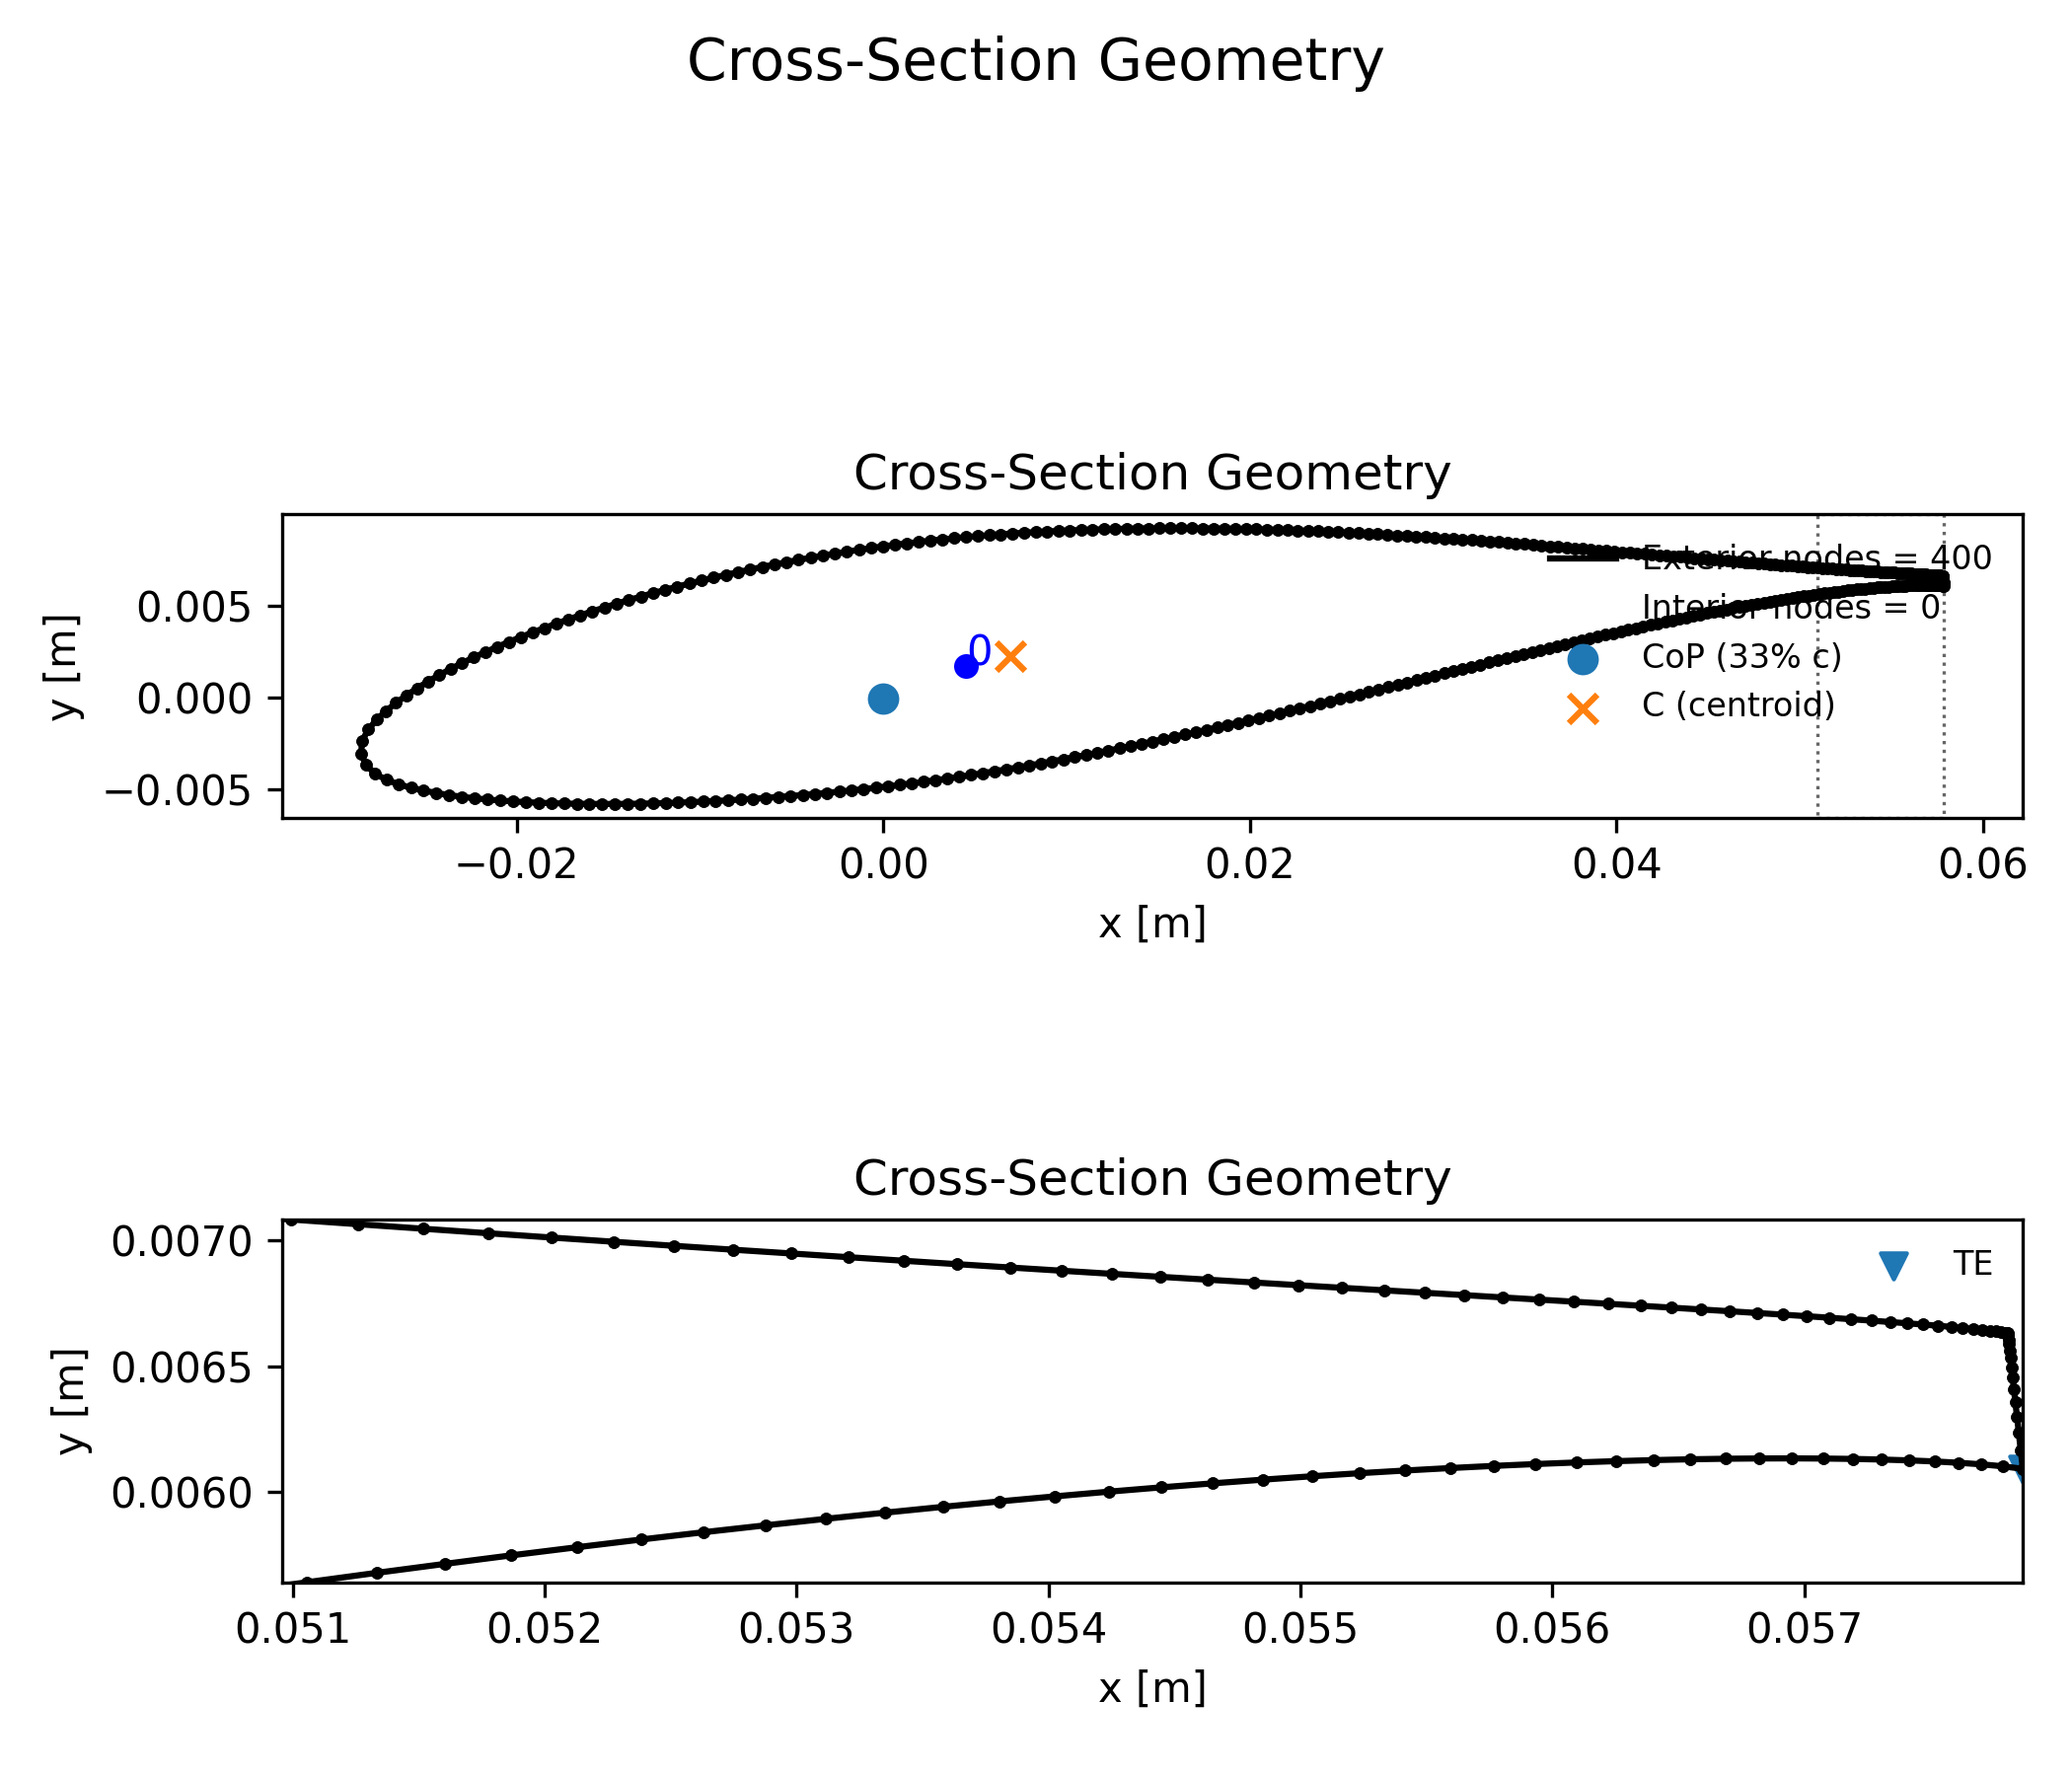 Cross-Section Geometry
Cross-Section Geometry
y [m]
0.005
0.000
−0.005
0
Exterior nodes = 400
Interior nodes = 0
CoP (33% c)
C (centroid)
−0.02 0.00 0.02 0.04 0.06
x [m]
Cross-Section Geometry
y [m]
0.0070
0.0065
0.0060
TE
0.051 0.052 0.053 0.054 0.055 0.056 0.057
x [m]